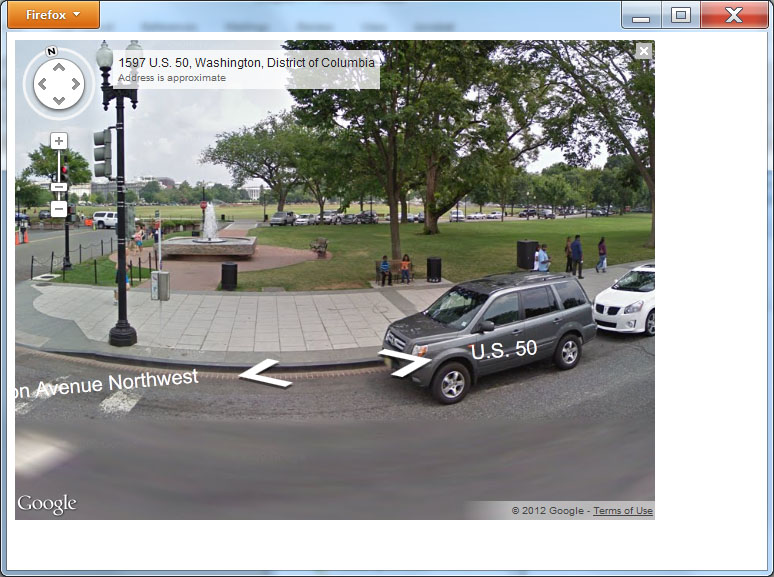 Firefox
N
1597 U.S. 50, Washington, District of Columbia
Address is approximate
U.S. 50
on Avenue Northwest
Google
© 2012 Google - Terms of Use